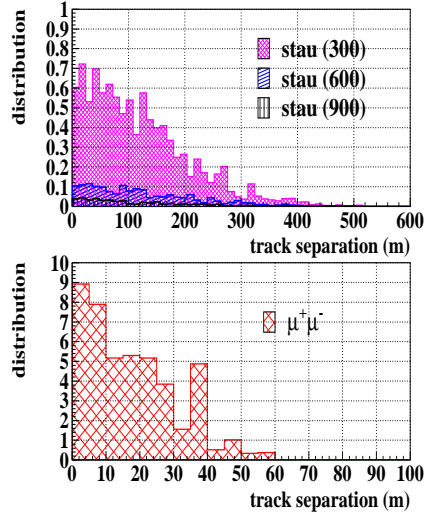 distribution
1
0.9
0.8
0.7
0.6
0.5
0.4
0.3
0.2
0.1
0
stau (300)
stau (600)
stau (900)
0 100 200 300 400 500 600
track separation (m)
distribution
10
9
8
7
6
5
4
3
2
1
0
μ⁺μ⁻
0 10 20 30 40 50 60 70 80 90 100
track separation (m)